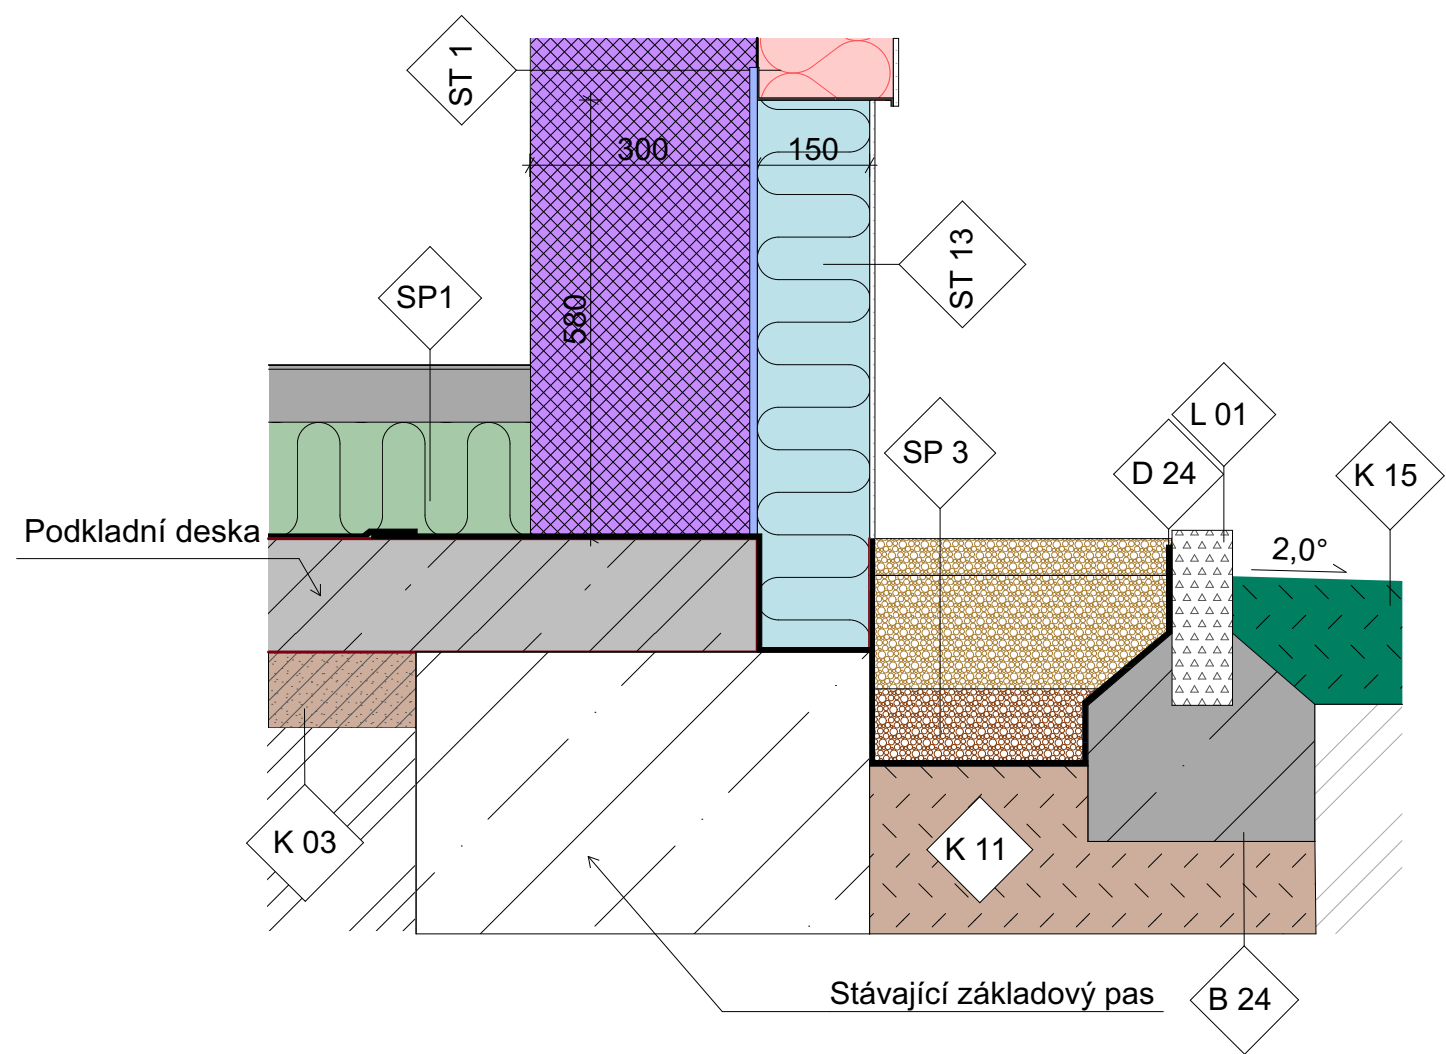 ST 1
300
150
ST 13
SP1
580
L 01
SP 3
D 24
K 15
Podkladní deska
2,0°
K 03
K 11
Stávající základový pas
B 24